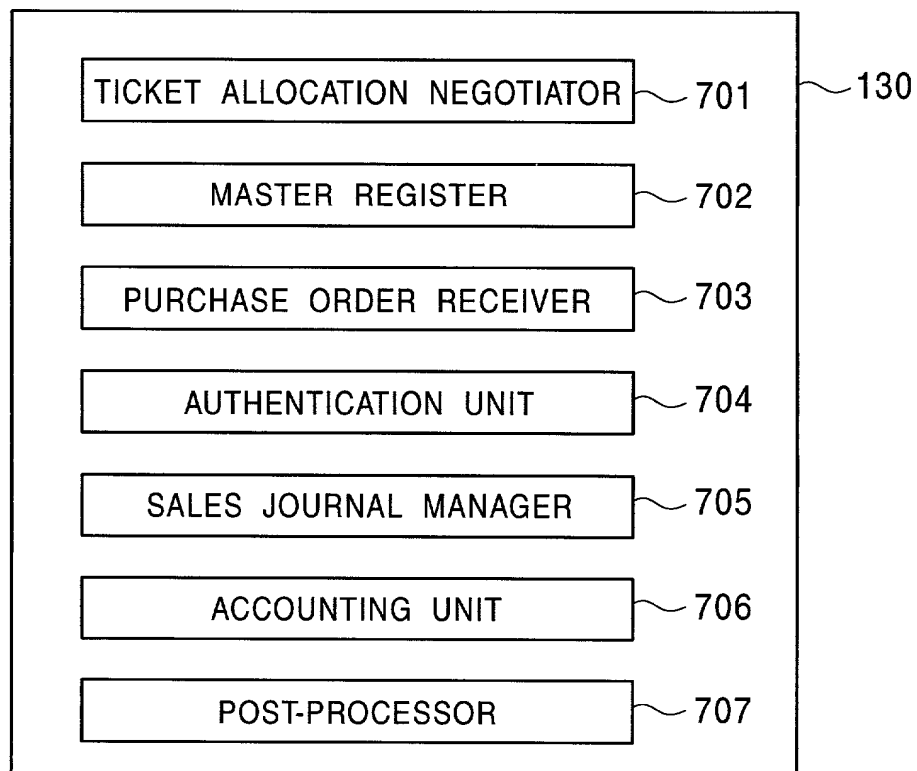 TICKET ALLOCATION NEGOTIATOR 701
130
MASTER REGISTER 702
PURCHASE ORDER RECEIVER 703
AUTHENTICATION UNIT 704
SALES JOURNAL MANAGER 705
ACCOUNTING UNIT 706
POST-PROCESSOR 707